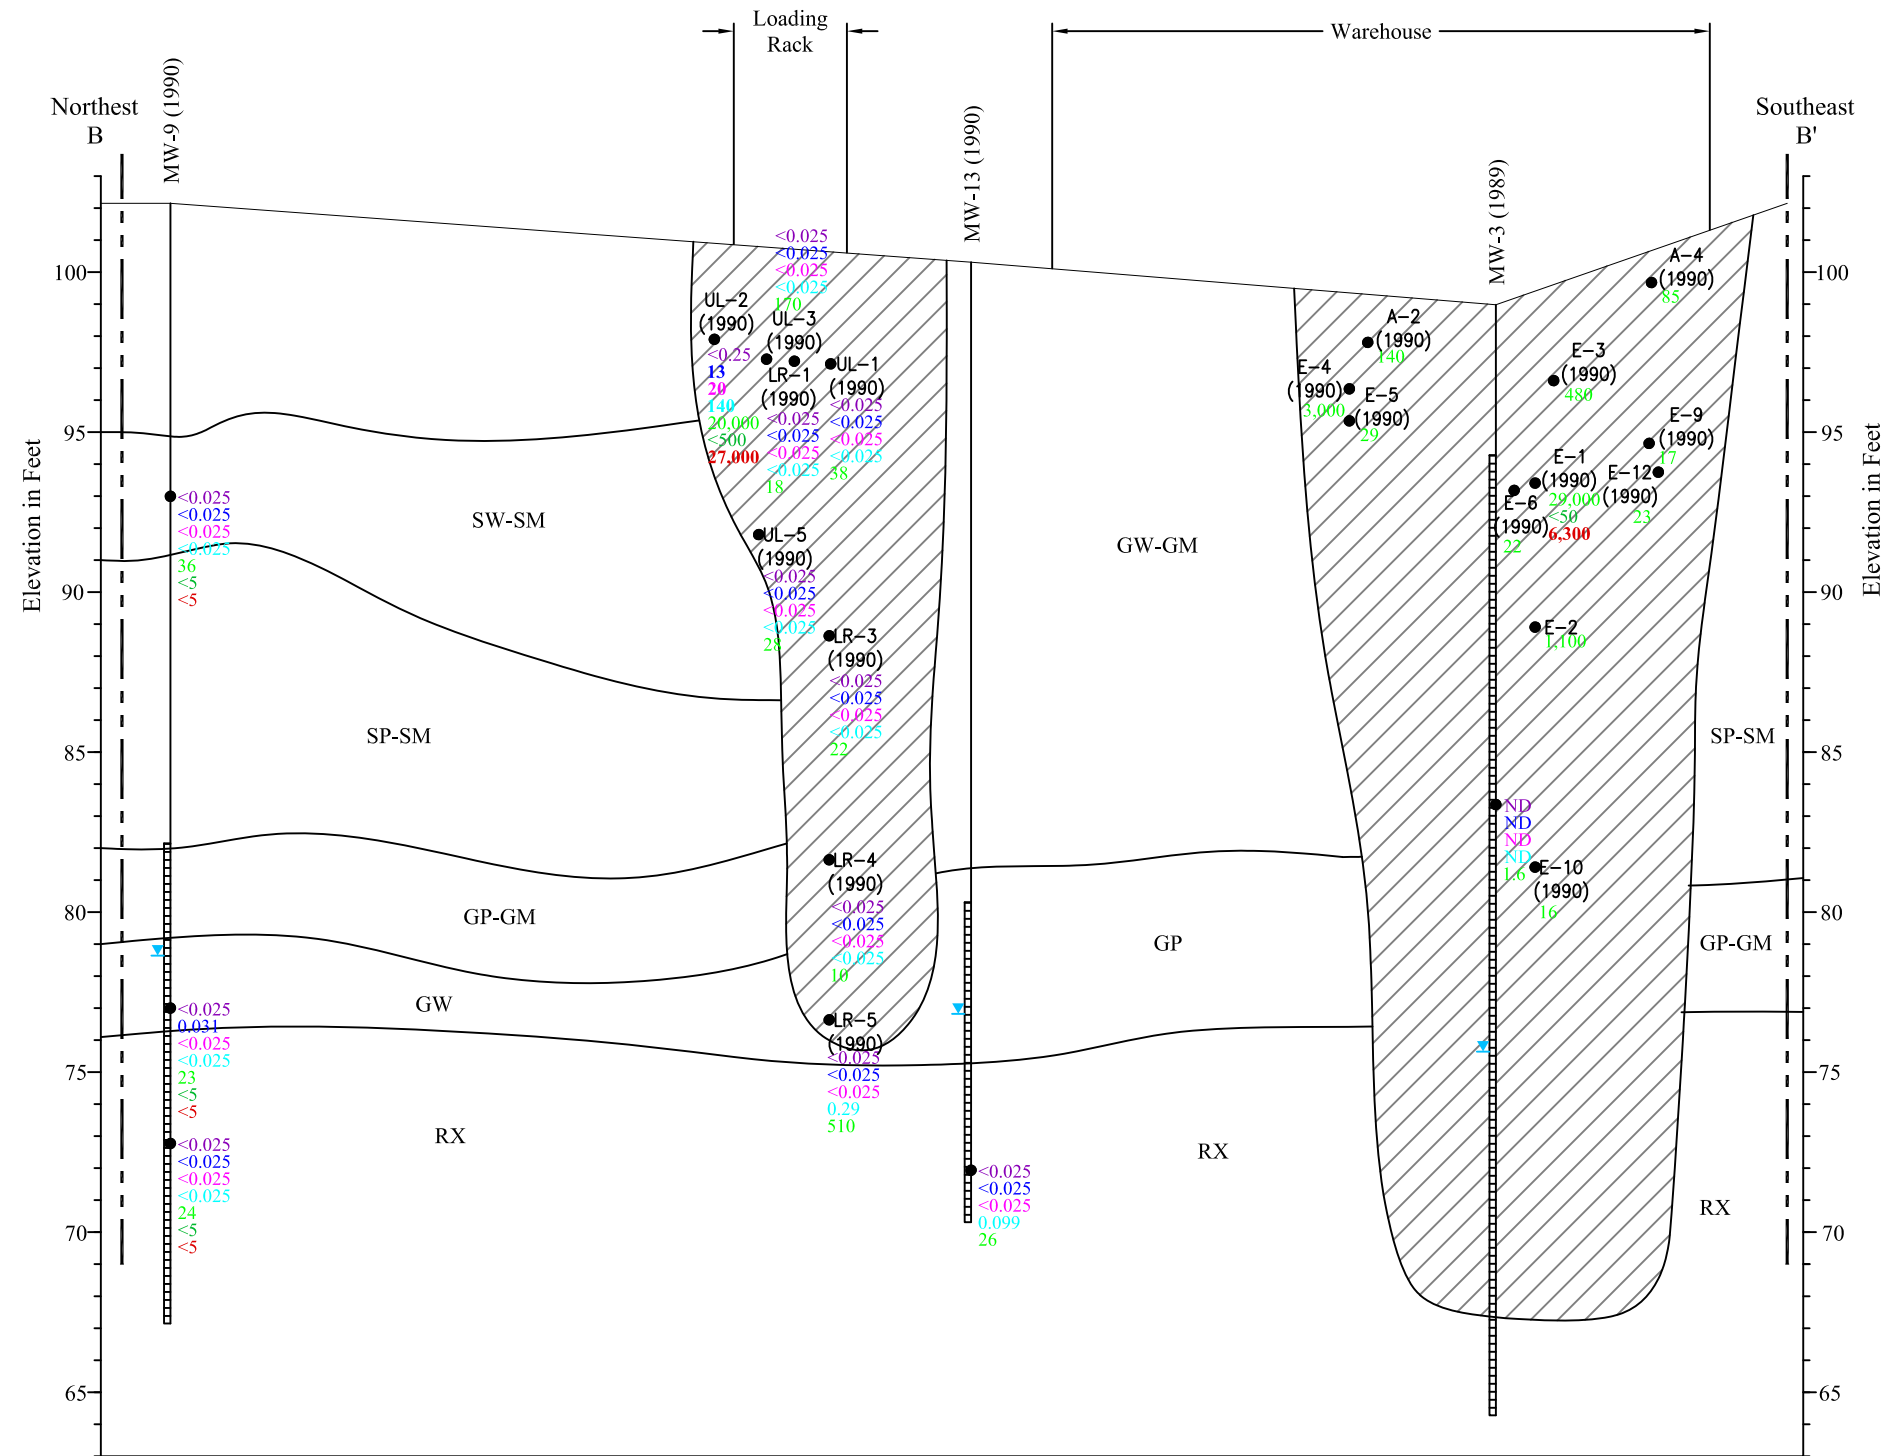 Loading
Rack
Warehouse
Northest
B
Southeast
B'
MW-9 (1990)
MW-13 (1990)
MW-3 (1989)
Elevation in Feet
100
95
90
85
80
75
70
65
<0.025
<0.025
<0.025
<0.025
36
<5
<5
<0.025
0.031
<0.025
<0.025
23
<5
<5
<0.025
<0.025
<0.025
<0.025
24
<5
<5
SW-SM
SP-SM
GP-GM
GW
RX
<0.025
<0.025
<0.025
<0.025
170
UL-2
(1990)
<0.25
13
20
140
20,000
<500
27,000
UL-3
(1990)
LR-1
(1990)
<0.025
<0.025
<0.025
<0.025
18
UL-1
(1990)
<0.025
<0.025
<0.025
<0.025
38
UL-5
(1990)
<0.025
<0.025
<0.025
<0.025
28
LR-3
(1990)
<0.025
<0.025
<0.025
<0.025
22
LR-4
(1990)
<0.025
<0.025
<0.025
<0.025
10
LR-5
(1990)
<0.025
<0.025
<0.025
0.29
510
<0.025
<0.025
<0.025
0.099
26
GW-GM
GP
RX
A-2
(1990)
140
E-4
(1990)
3,000
E-5
(1990)
29
A-4
(1990)
85
E-3
(1990)
480
E-9
(1990)
17
E-1
(1990)
29,000
<50
6,300
E-12
(1990)
23
E-6
(1990)
22
E-2
1,100
ND
ND
ND
ND
1.6
E-10
(1990)
16
SP-SM
GP-GM
RX
100
95
90
85
80
75
70
65
Elevation in Feet